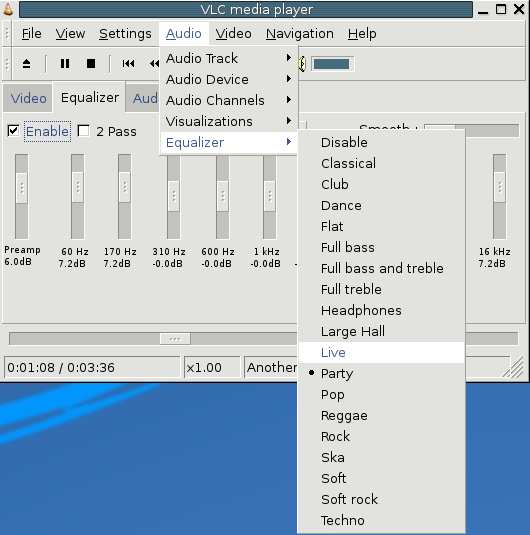 VLC media player
File View Settings Audio Video Navigation Help
Audio Track
Audio Device
Audio Channels
Visualizations
Equalizer
x1.00
Video Equalizer Aud
Enable 2 Pass
Smooth :
Preamp 60 Hz 170 Hz 310 Hz 600 Hz 1 kHz 16 kHz
6.0dB 7.2dB 7.2dB -0.0dB -0.0dB -0.0dB 7.2dB
0:01:08 / 0:03:36 Another
Disable
Classical
Club
Dance
Flat
Full bass
Full bass and treble
Full treble
Headphones
Large Hall
Live
Party
Pop
Reggae
Rock
Ska
Soft
Soft rock
Techno